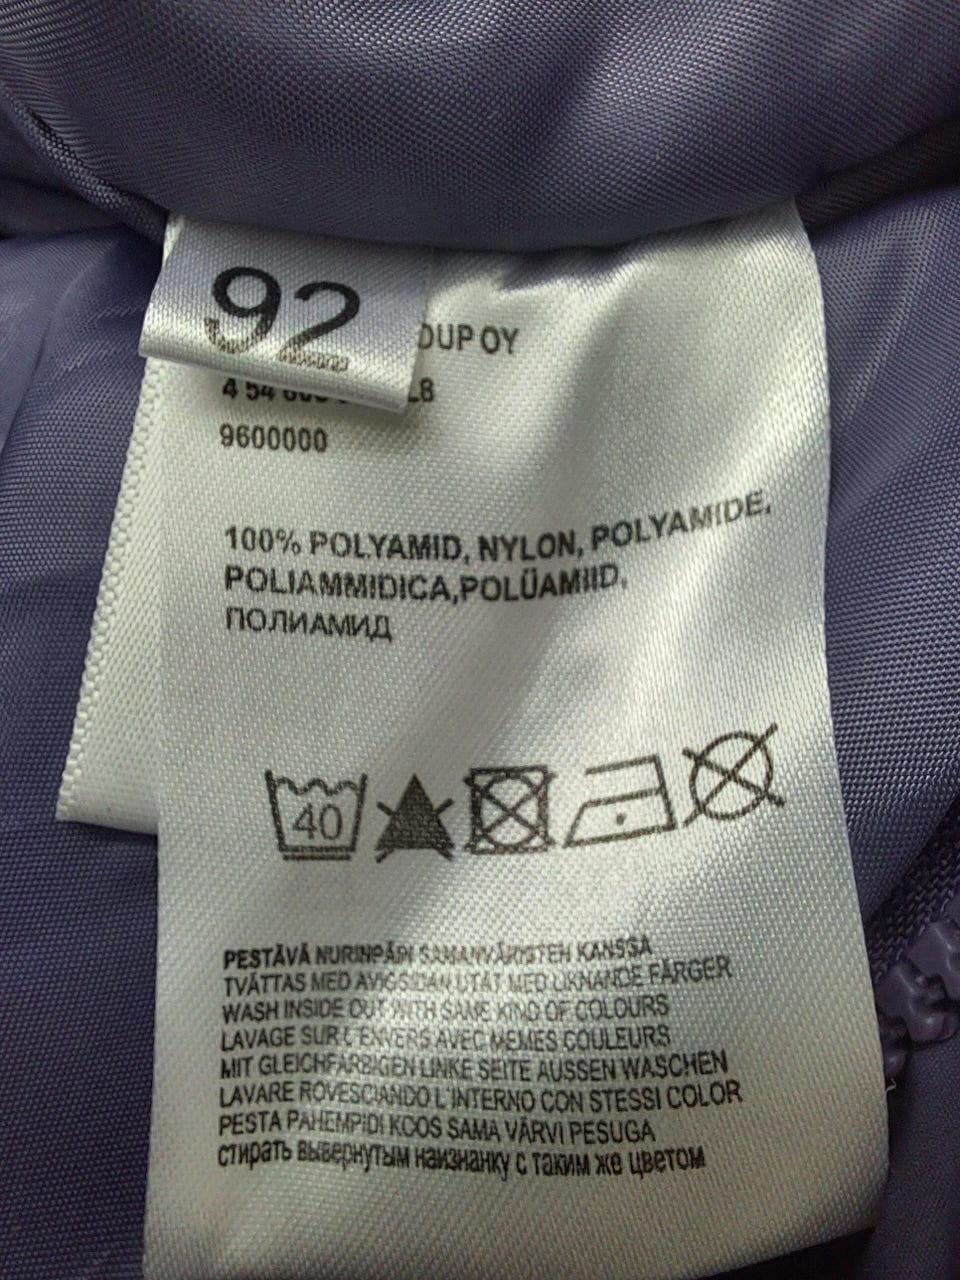 92
OUP OY
4 54
L8
9600000
100% POLYAMID, NYLON, POLYAMIDE,
POLIAMMIDICA,POLÜAMIID,
ПОЛИАМИД
40
PESTÄVÄ NURINPÄIN SAMANVÄRISTEN KANSSA
TVÄTTAS MED AVIGSIDAN UTÅT MED LIKNANDE FÄRGER
WASH INSIDE OUT WITH SAME KIND OF COLOURS
LAVAGE SUR L'ENVERS AVEC MEMES COULEURS
MIT GLEICHFARBIGEN LINKE SEITE AUSSEN WASCHEN
LAVARE ROVESCIANDO L'INTERNO CON STESSI COLOR
PESTA PAHEMPIDI KOOS SAMA VÄRVI PESUGA
стирать вывернутым наизнанку с таким же цветом